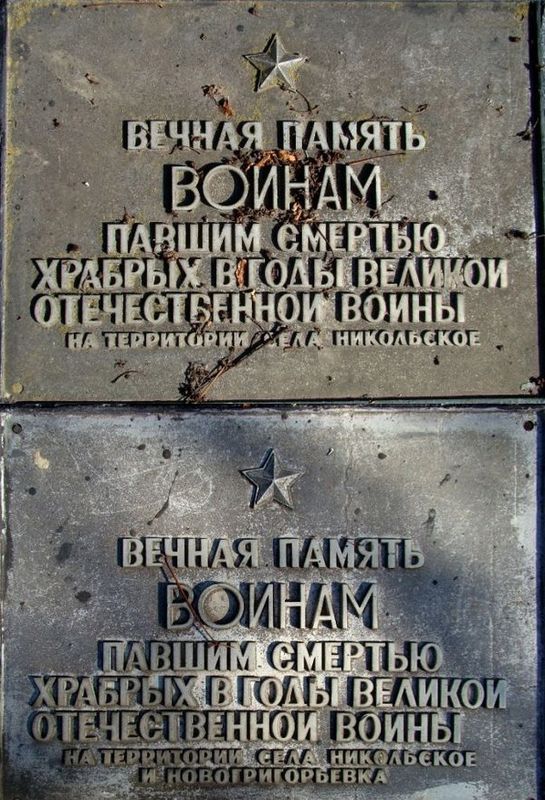 ВЕЧНАЯ ПАМЯТЬ
ВОИНАМ
ПАВШИМ СМЕРТЬЮ
ХРАБРЫХ В ГОДЫ ВЕЛИКОЙ
ОТЕЧЕСТВЕННОЙ ВОЙНЫ
НА ТЕРРИТОРИИ СЕЛА НИКОЛЬСКОЕ
ВЕЧНАЯ ПАМЯТЬ
ВОИНАМ
ПАВШИМ СМЕРТЬЮ
ХРАБРЫХ В ГОДЫ ВЕЛИКОЙ
ОТЕЧЕСТВЕННОЙ ВОЙНЫ
НА ТЕРРИТОРИИ СЕЛА НИКОЛЬСКОЕ
И НОВОГРИГОРЬЕВКА